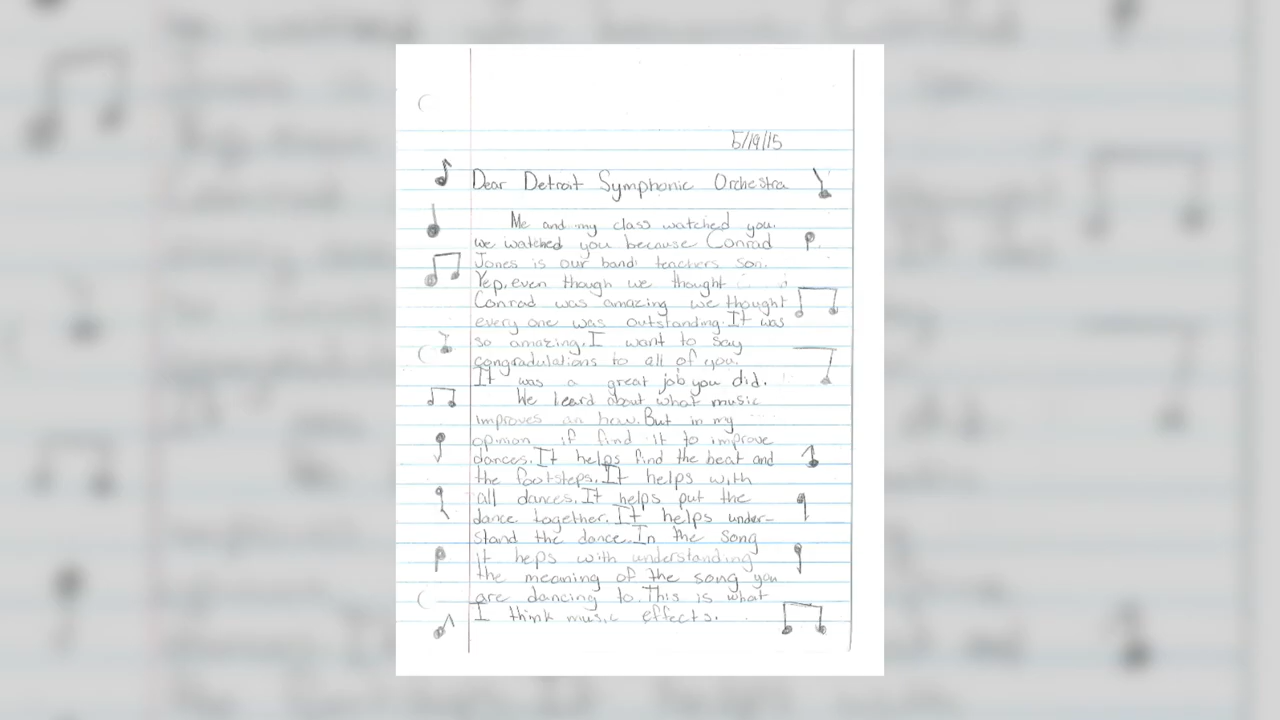 5/19/15
Dear Detroit Symphonic Orchestra
Me and my class watched you.
we watched you because Conrad
Jones is our band teachers son.
Yep, even though we thought
Conrad was amazing we thought
every one was outstanding. It was
so amazing. I want to say
congradulations to all of you.
It was a great job you did.
We leard about what music
improves an how. But in my
opinion if find it to improve
dances. It helps find the beat and
the footsteps. It helps with
all dances. It helps put the
dance together. It helps under-
stand the dance. In the song
it heps with understanding
the meaning of the song you
are dancing to. This is what
I think music effects.